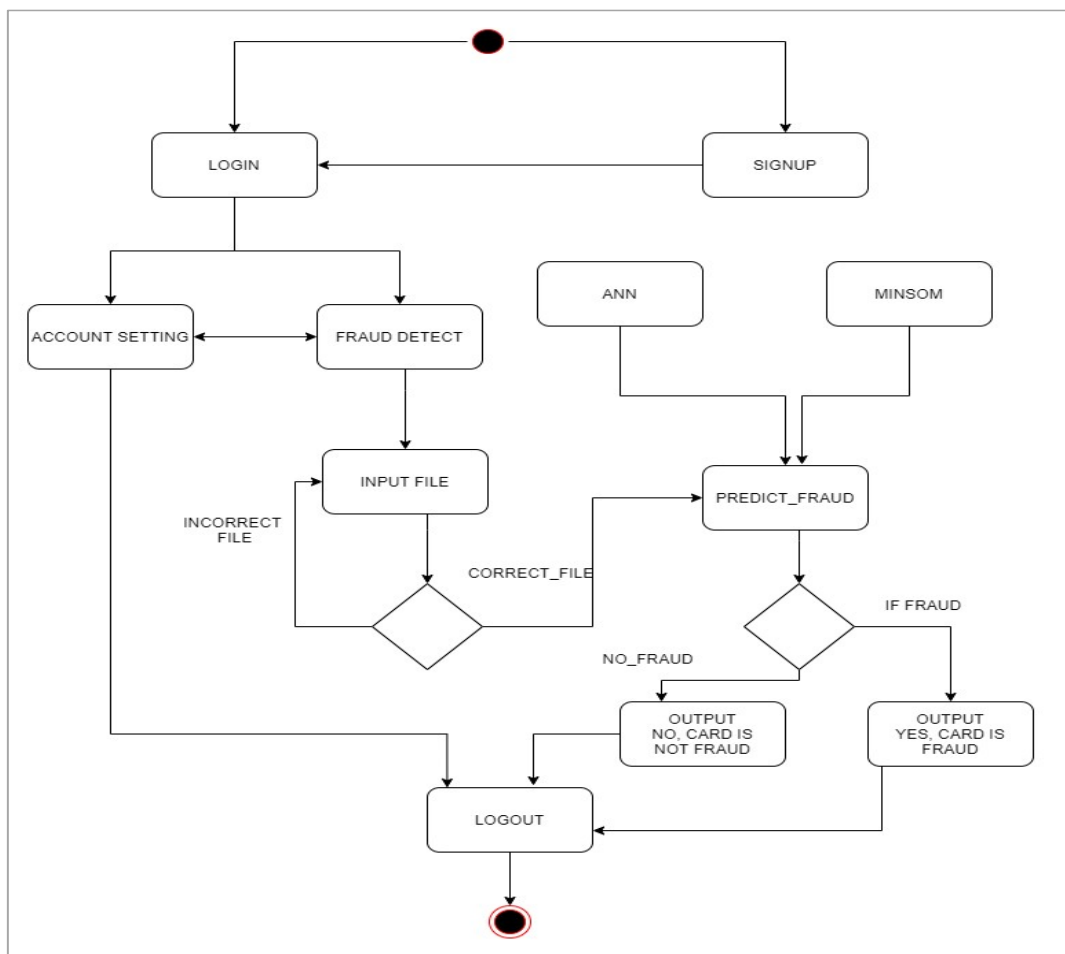 LOGIN
SIGNUP
ANN
MINSOM
ACCOUNT SETTING
FRAUD DETECT
INPUT FILE
PREDICT_FRAUD
INCORRECT
FILE
CORRECT_FILE
IF FRAUD
NO_FRAUD
OUTPUT
NO, CARD IS
NOT FRAUD
OUTPUT
YES, CARD IS
FRAUD
LOGOUT